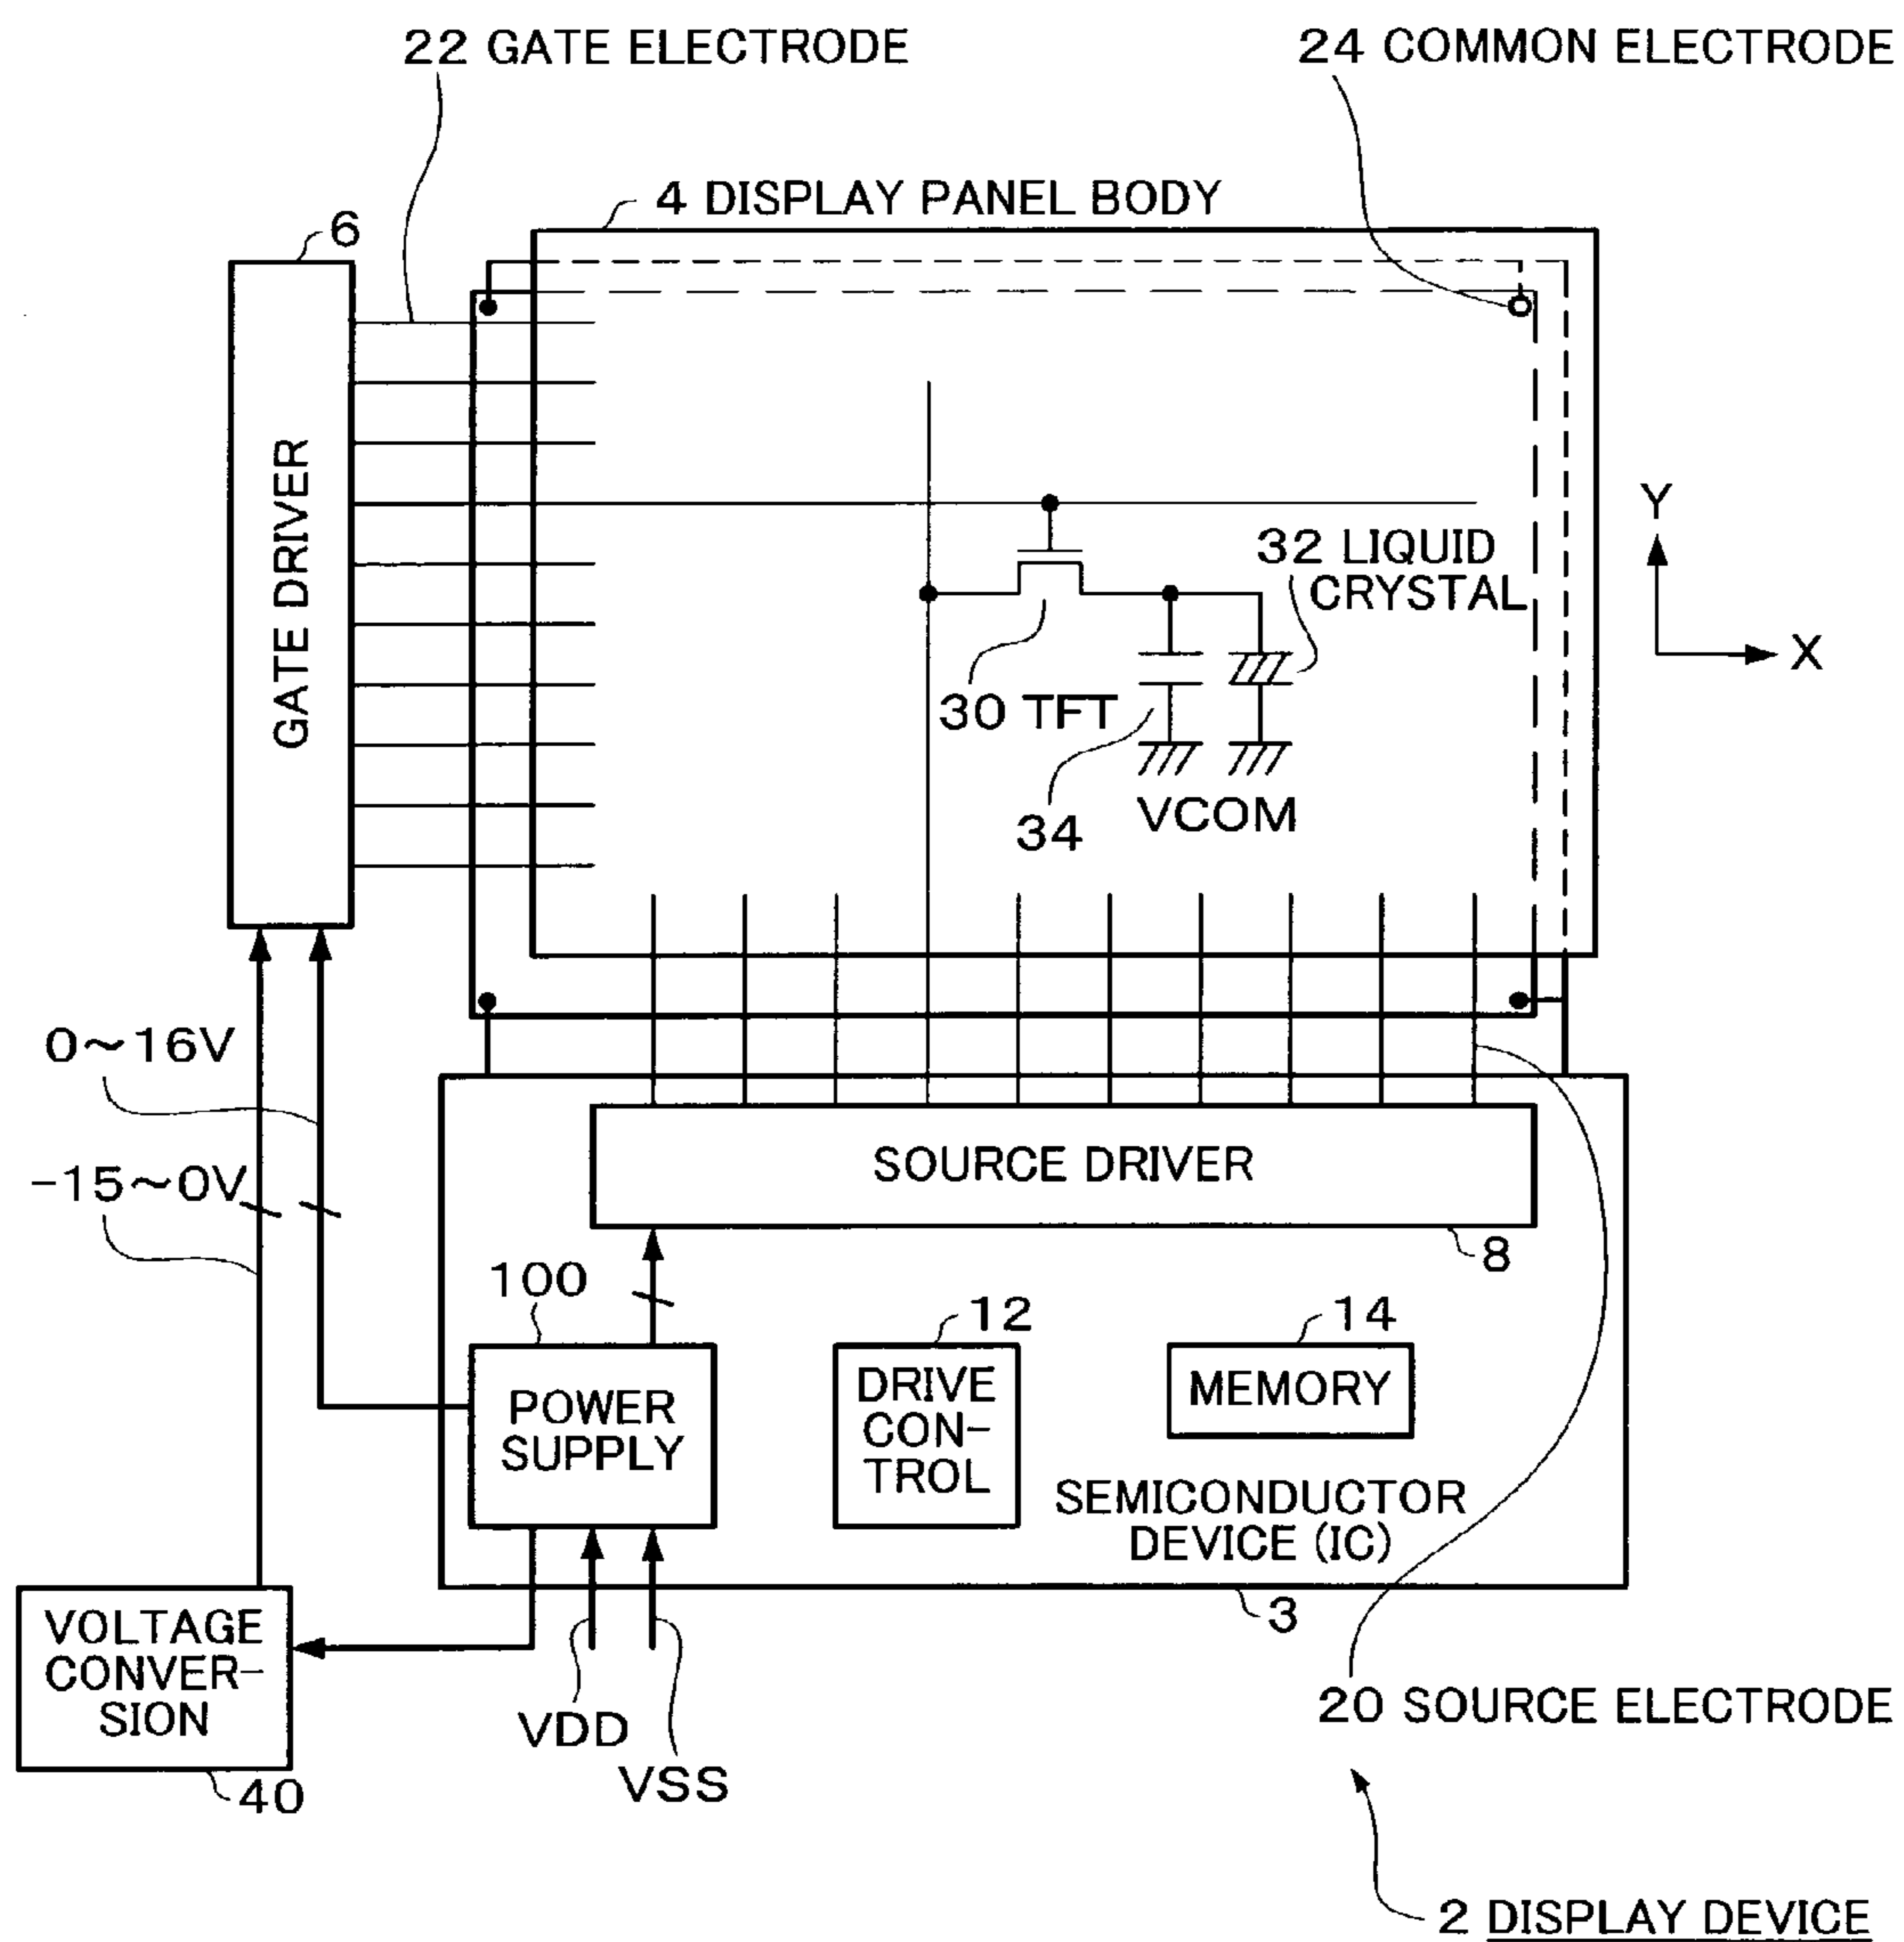 22 GATE ELECTRODE
24 COMMON ELECTRODE
4 DISPLAY PANEL BODY
6
GATE DRIVER
Y
X
32 LIQUID
CRYSTAL
30 TFT
34
VCOM
0~16V
-15~0V
SOURCE DRIVER
8
100
12
14
POWER
SUPPLY
DRIVE
CON-
TROL
MEMORY
SEMICONDUCTOR
DEVICE (IC)
3
VOLTAGE
CONVER-
SION
40
VDD
VSS
20 SOURCE ELECTRODE
2 DISPLAY DEVICE